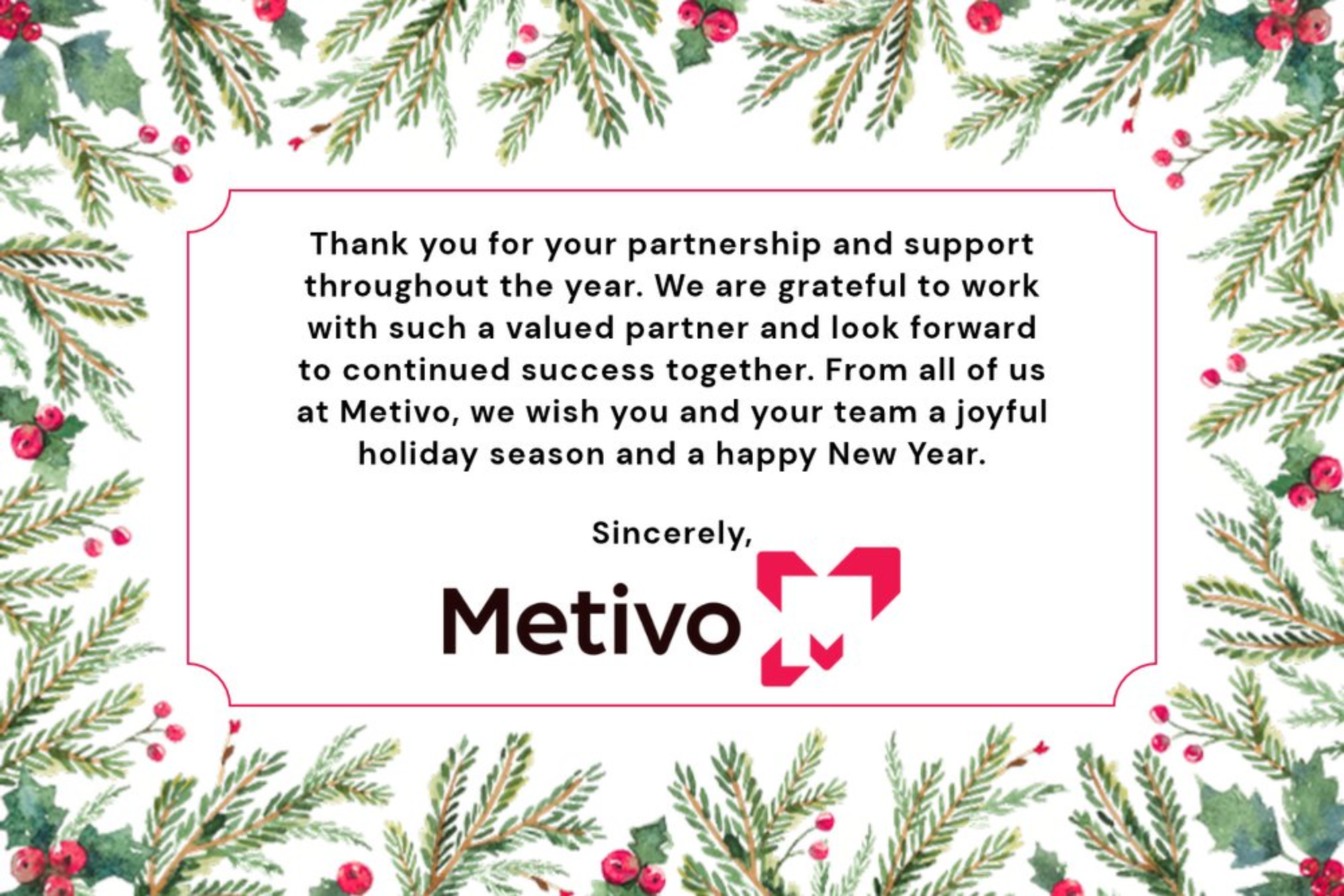 Thank you for your partnership and support
throughout the year. We are grateful to work
with such a valued partner and look forward
to continued success together. From all of us
at Metivo, we wish you and your team a joyful
holiday season and a happy New Year.
Sincerely,
Metivo